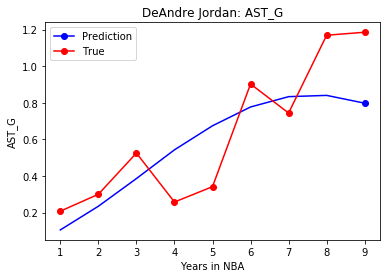 DeAndre Jordan: AST_G
Prediction
True
1.2
1.0
0.8
0.6
0.4
0.2
AST_G
1 2 3 4 5 6 7 8 9
Years in NBA